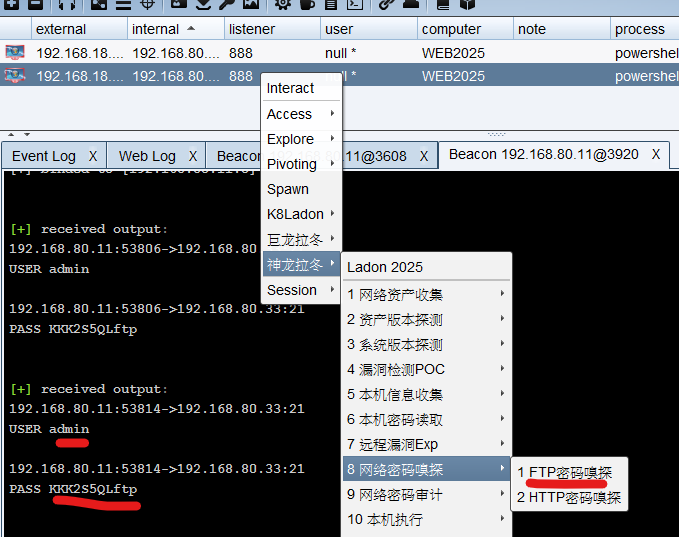 external internal listener user computer note process
192.168.18.... 192.168.80.... 888 null * WEB2025 powershel
192.168.18.... 192.168.80.... 888 null * WEB2025 powershel
Interact
Access
Explore
Pivoting
Spawn
K8Ladon
巨龙拉冬
神龙拉冬
Session
Event Log X Web Log X Beacon 0.11@3608 X Beacon 192.168.80.11@3920 X
[+] received output:
192.168.80.11:53806->192.168.80
USER admin
192.168.80.11:53806->192.168.80.33:21
PASS KKK2S5QLftp
[+] received output:
192.168.80.11:53814->192.168.80.33:21
USER admin
192.168.80.11:53814->192.168.80.33:21
PASS KKK2S5QLftp
Ladon 2025
1 网络资产收集
2 资产版本探测
3 系统版本探测
4 漏洞检测POC
5 本机信息收集
6 本机密码读取
7 远程漏洞Exp
8 网络密码嗅探
9 网络密码审计
10 本机执行
1 FTP密码嗅探
2 HTTP密码嗅探